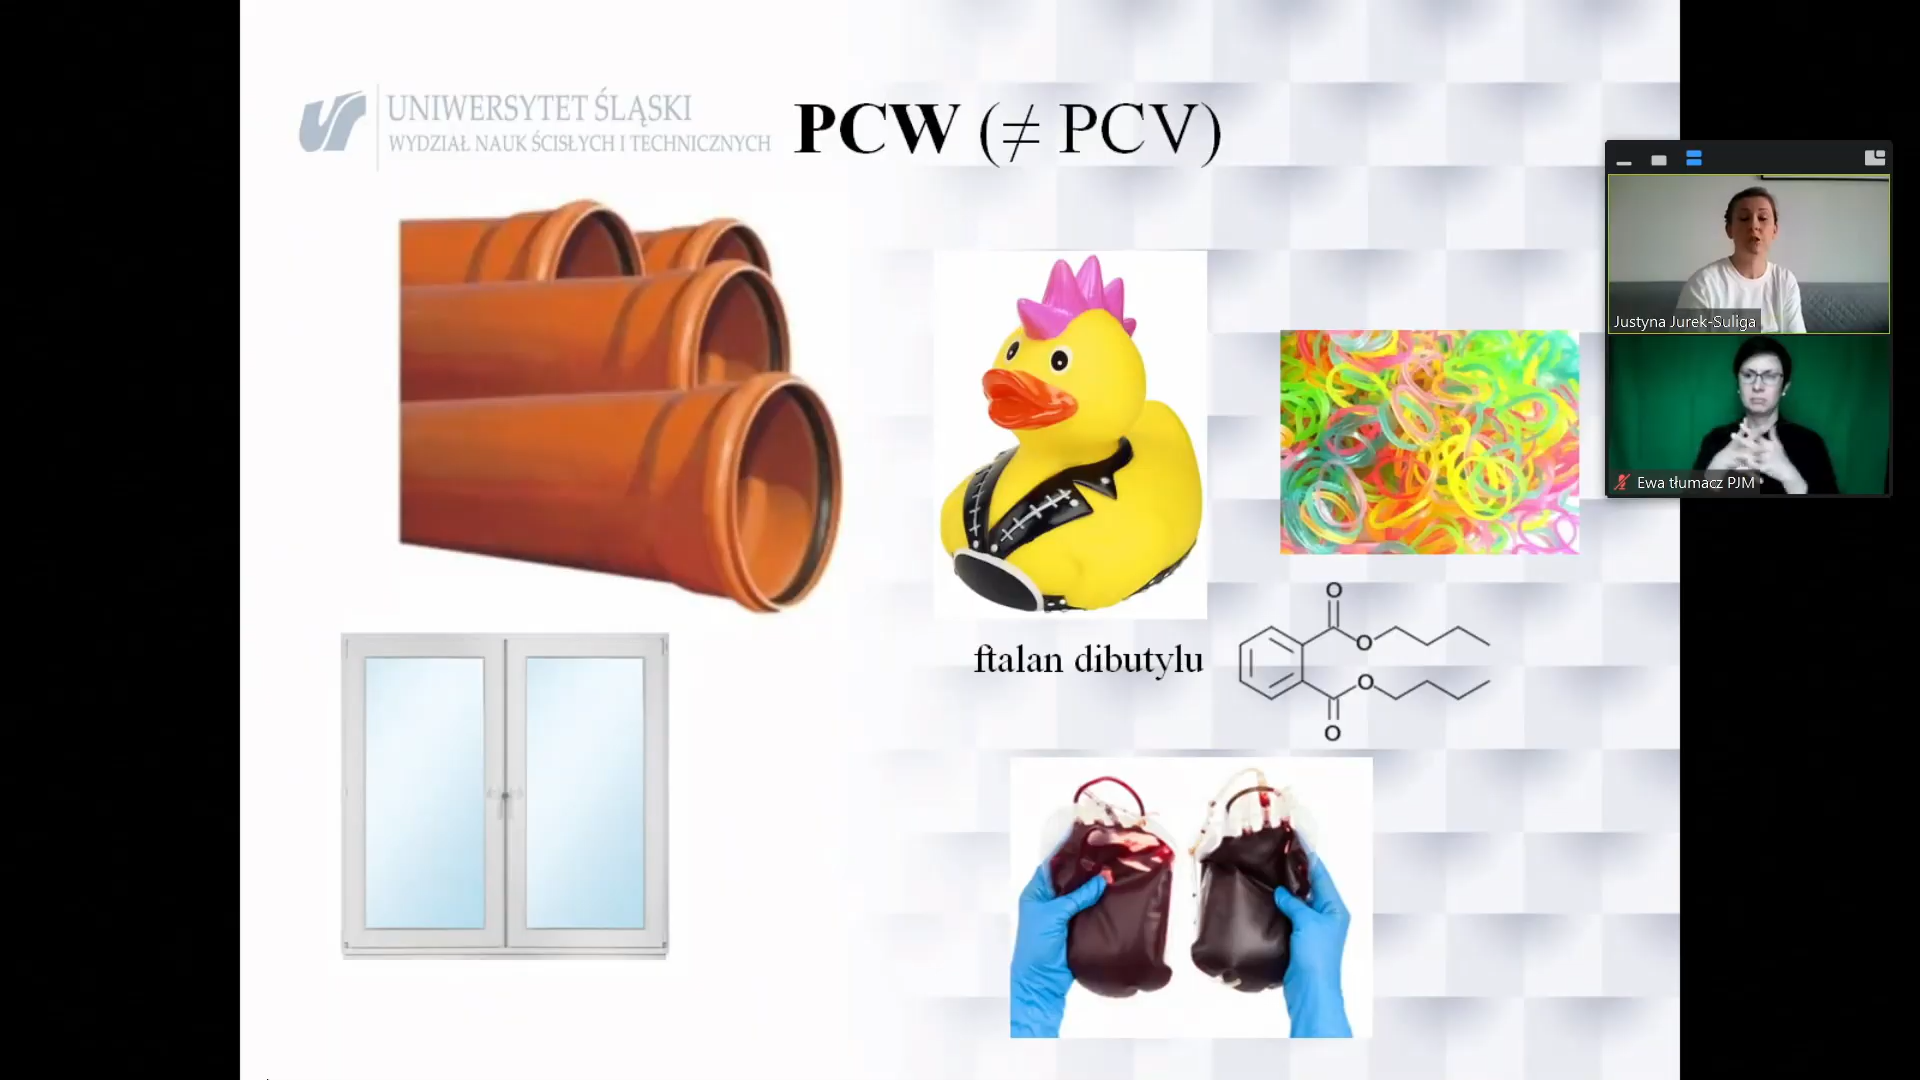 UNIWERSYTET ŚLĄSKI
WYDZIAŁ NAUK ŚCISŁYCH I TECHNICZNYCH
PCW (≠ PCV)
Justyna Jurek-Suliga
Ewa tłumacz PJM
ftalan dibutylu
O
O
O
O